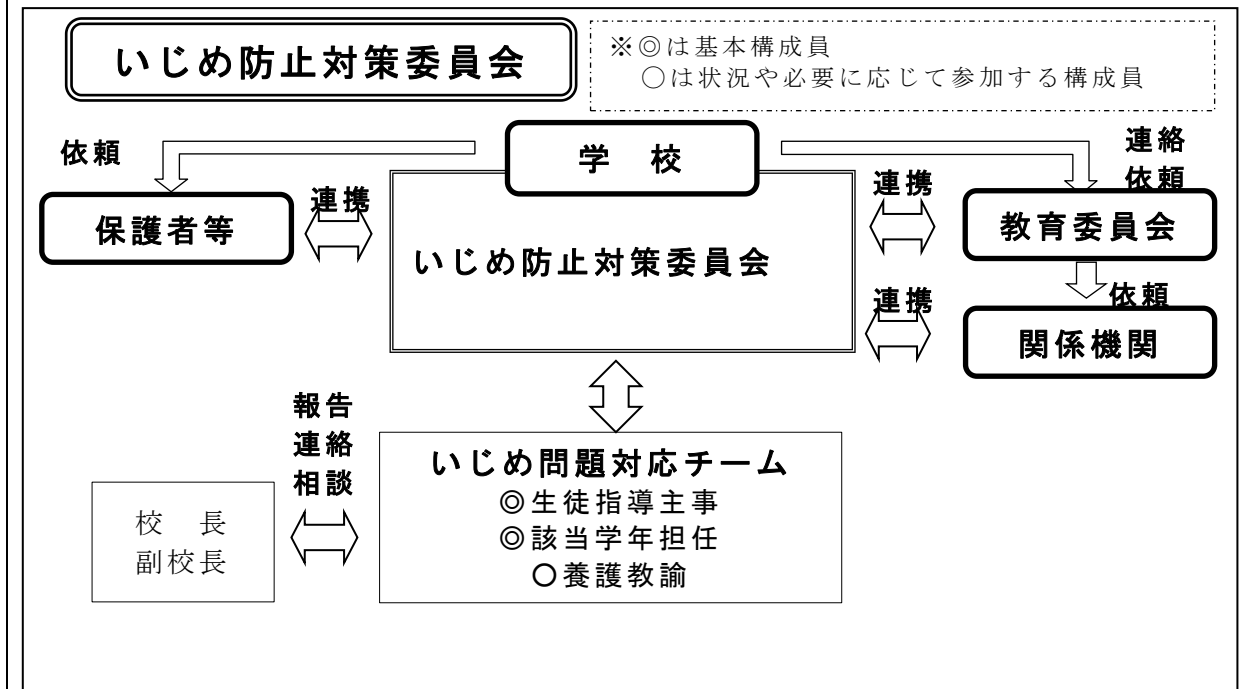 いじめ防止対策委員会
※◎は基本構成員
○は状況や必要に応じて参加する構成員
依頼
学 校
連絡
依頼
連携
連携
保護者等
教育委員会
いじめ防止対策委員会
依頼
連携
関係機関
報告
連絡
相談
いじめ問題対応チーム
◎生徒指導主事
◎該当学年担任
○養護教諭
校 長
副校長